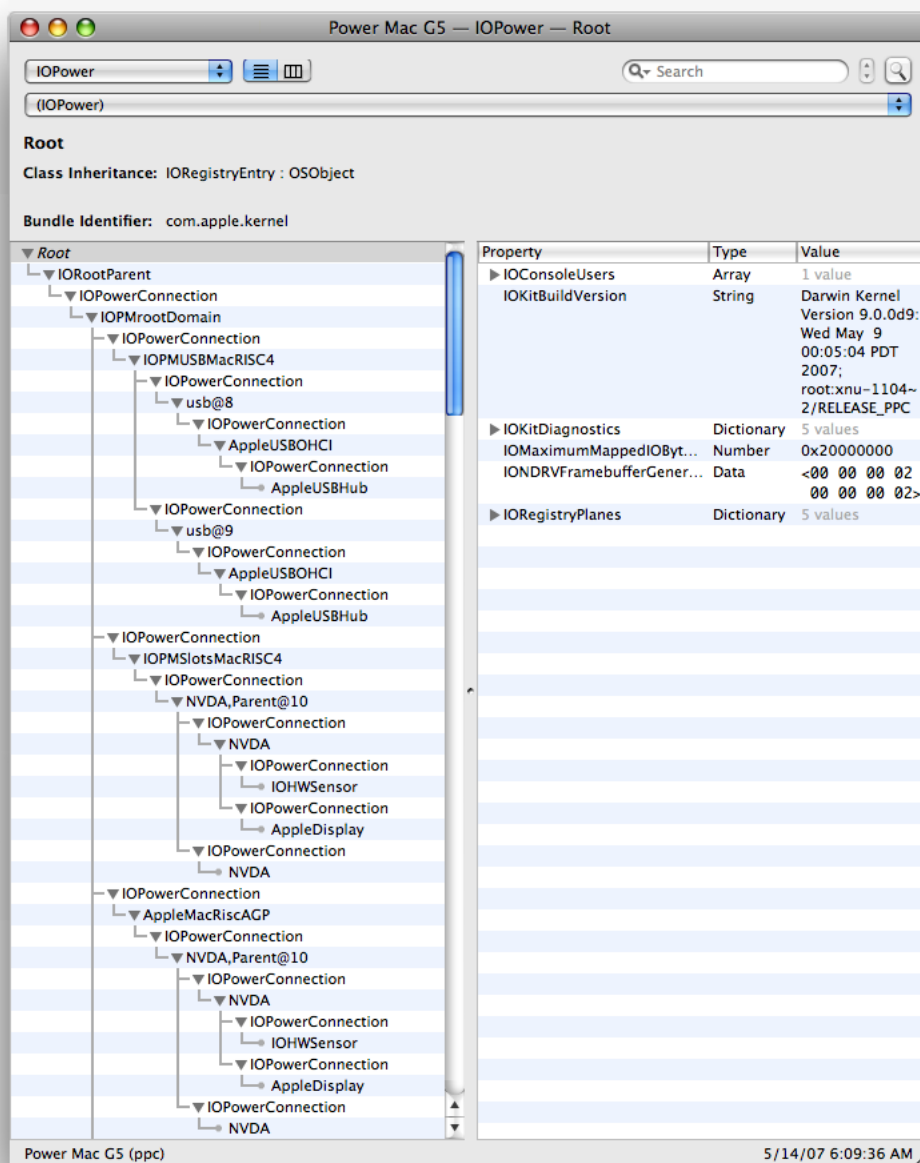 Power Mac G5 — IOPower — Root
IOPower
Search
(IOPower)
Root
Class Inheritance: IORegistryEntry : OSObject
Bundle Identifier: com.apple.kernel
Root
IORootParent
IOPowerConnection
IOPMrootDomain
IOPowerConnection
IOPMUSBMacRISC4
IOPowerConnection
usb@8
IOPowerConnection
AppleUSBOHCI
IOPowerConnection
AppleUSBHub
IOPowerConnection
usb@9
IOPowerConnection
AppleUSBOHCI
IOPowerConnection
AppleUSBHub
IOPowerConnection
IOPMSlotsMacRISC4
IOPowerConnection
NVDA,Parent@10
IOPowerConnection
NVDA
IOPowerConnection
IOHWSensor
IOPowerConnection
AppleDisplay
IOPowerConnection
NVDA
IOPowerConnection
AppleMacRiscAGP
IOPowerConnection
NVDA,Parent@10
IOPowerConnection
NVDA
IOPowerConnection
IOHWSensor
IOPowerConnection
AppleDisplay
IOPowerConnection
NVDA
Property Type Value
IOConsoleUsers Array 1 value
IOKitBuildVersion String Darwin Kernel
Version 9.0.0d9:
Wed May 9
00:05:04 PDT
2007;
root:xnu-1104~
2/RELEASE_PPC
IOKitDiagnostics Dictionary 5 values
IOMaximumMappedIOByt... Number 0x20000000
IONDRVFramebufferGener... Data <00 00 00 02
00 00 00 02>
IORegistryPlanes Dictionary 5 values
Power Mac G5 (ppc) 5/14/07 6:09:36 AM